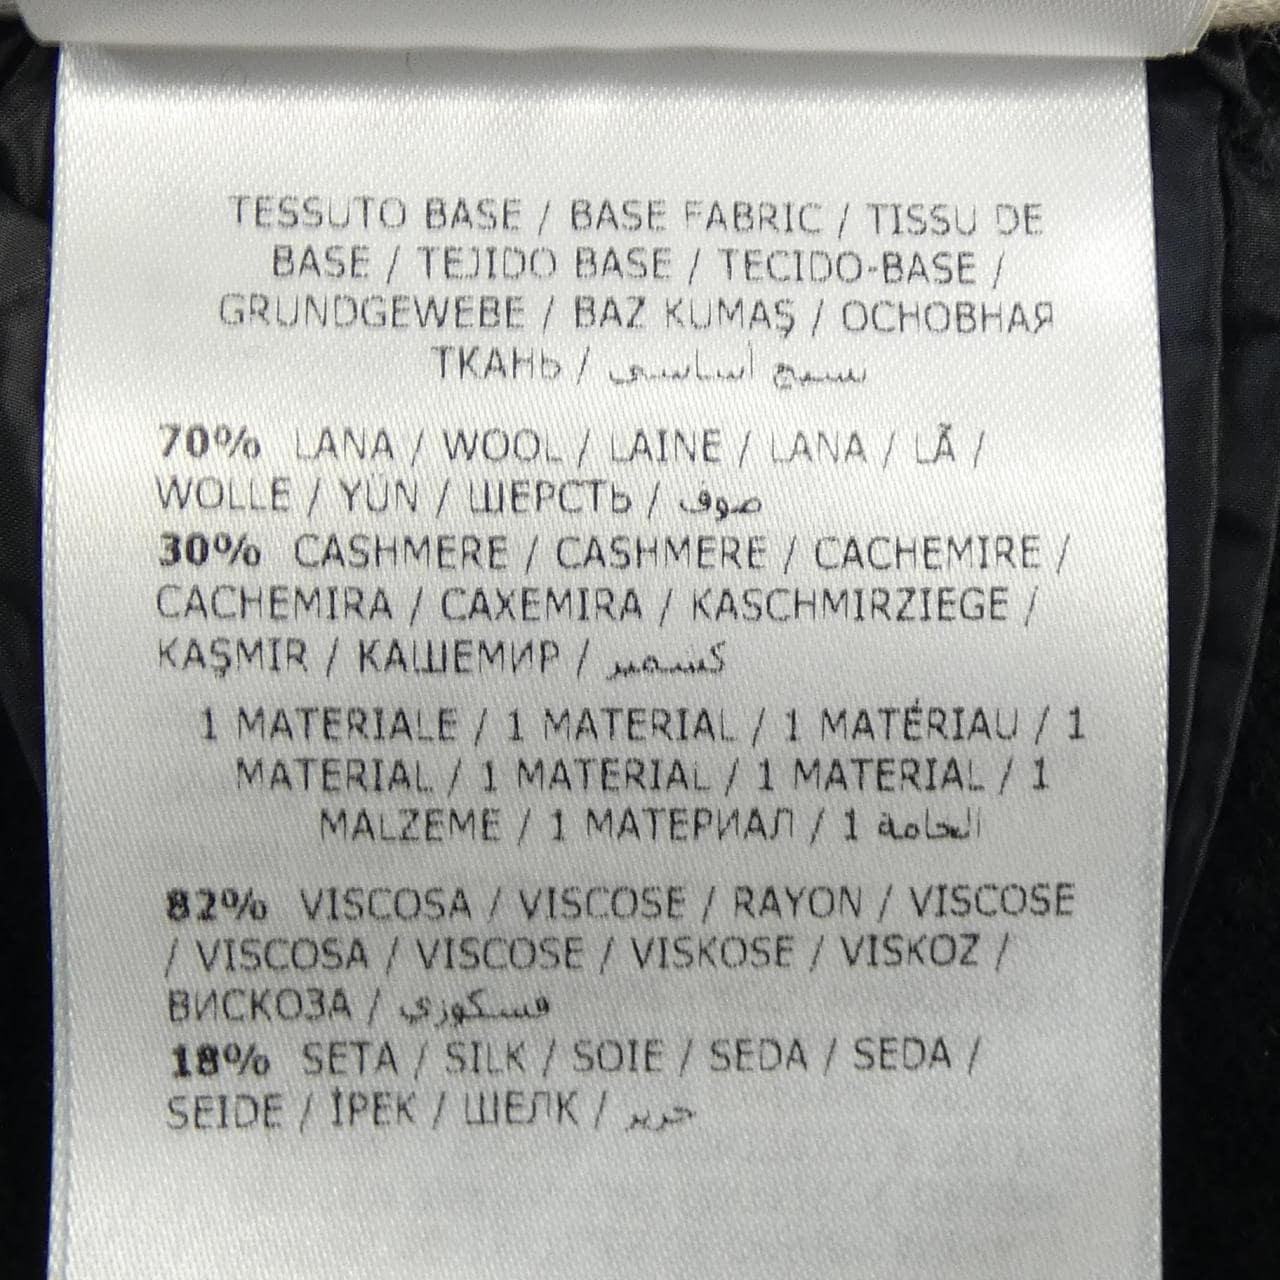 TESSUTO BASE / BASE FABRIC / TISSU DE
BASE / TEJIDO BASE / TECIDO-BASE /
GRUNDGEWEBE / BAZ KUMAŞ / ОСНОВНАЯ
ТКАНЬ / نسيج أساسى
70% LANA / WOOL / LAINE / LANA / LÃ /
WOLLE / YÜN / ШЕРСТЬ / صوف
30% CASHMERE / CASHMERE / CACHEMIRE /
CACHEMIRA / CAXEMIRA / KASCHMIRZIEGE /
KAŞMIR / КАШЕМИР / كشمير
1 MATERIALE / 1 MATERIAL / 1 MATÉRIAU / 1
MATERIAL / 1 MATERIAL / 1 MATERIAL / 1
MALZEME / 1 МАТЕРИАЛ / 1 الخامة
82% VISCOSA / VISCOSE / RAYON / VISCOSE
/ VISCOSA / VISCOSE / VISKOSE / VISKOZ /
ВИСКОЗА / فسكوزي
18% SETA / SILK / SOIE / SEDA / SEDA /
SEIDE / İPEK / ШЕЛК / حرير